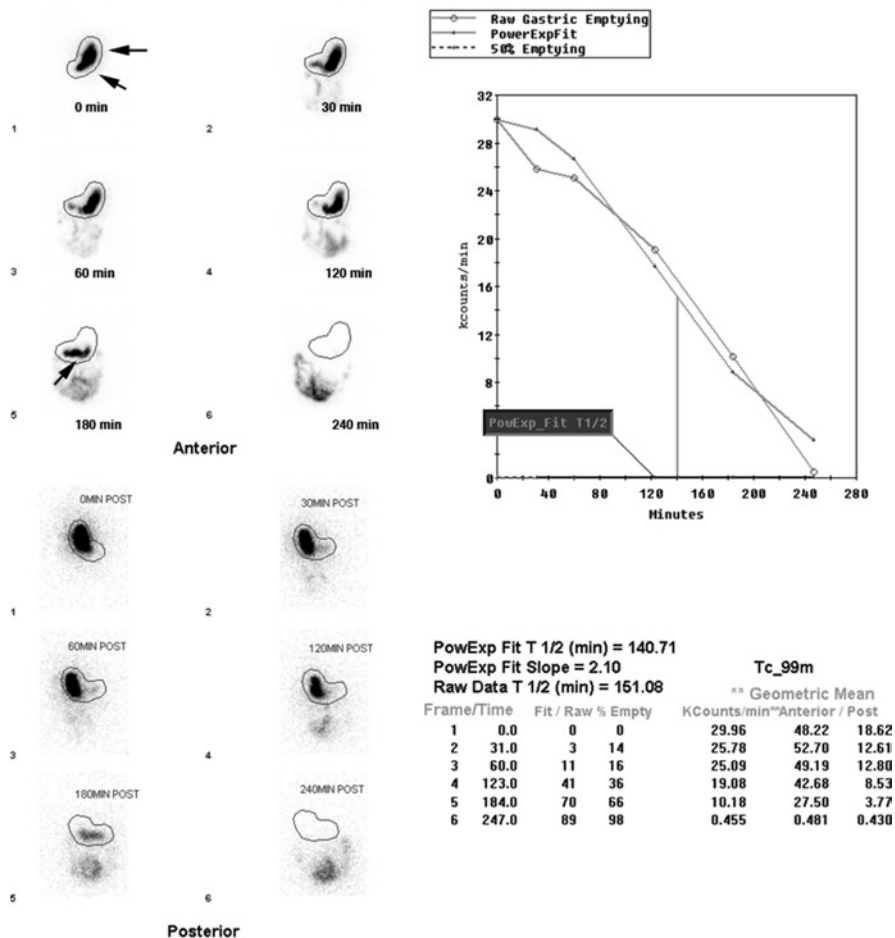 0 min
30 min
1
2
60 min
120 min
3
4
180 min
240 min
5
6
Anterior
0MIN POST
30MIN POST
1
2
60MIN POST
120MIN POST
3
4
180MIN POST
240MIN POST
5
6
Posterior
Raw Gastric Emptying
PowerExpFit
50% Emptying
32
28
24
20
16
12
8
4
0
kcounts/min
PowExp_Fit T1/2
0 40 80 120 160 200 240 280
Minutes
PowExp Fit T 1/2 (min) = 140.71
PowExp Fit Slope = 2.10 Tc_99m
Raw Data T 1/2 (min) = 151.08 ** Geometric Mean
Frame/Time Fit / Raw % Empty KCounts/min**Anterior / Post
1 0.0 0 0 29.96 48.22 18.62
2 31.0 3 14 25.78 52.70 12.61
3 60.0 11 16 25.09 49.19 12.80
4 123.0 41 36 19.08 42.68 8.53
5 184.0 70 66 10.18 27.50 3.77
6 247.0 89 98 0.455 0.481 0.430